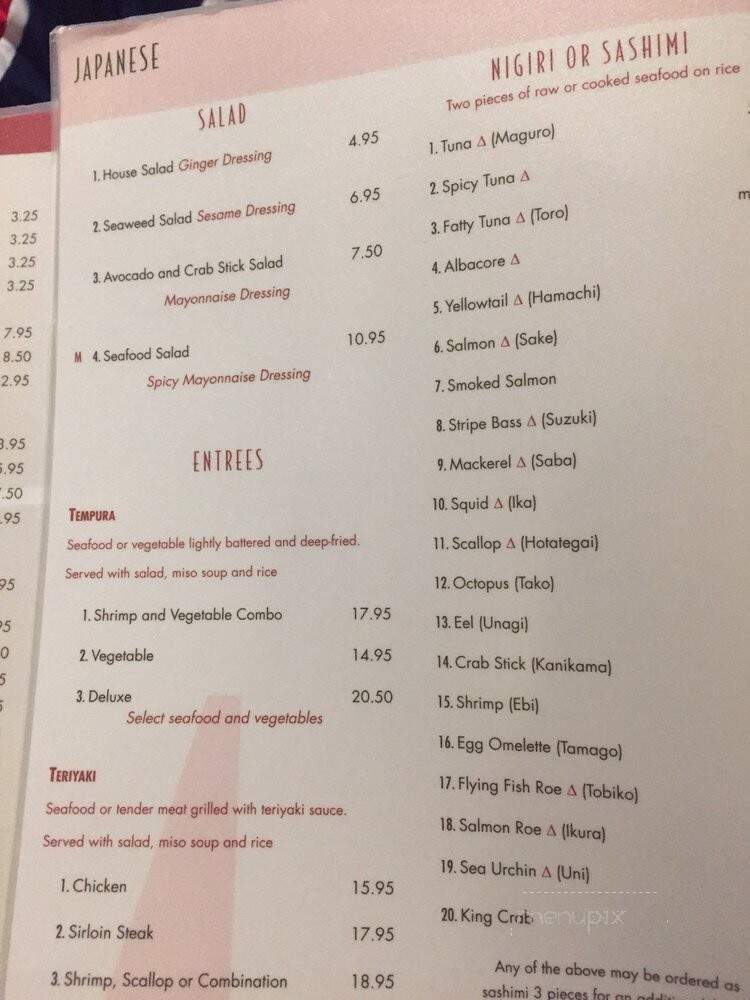 JAPANESE
SALAD
1. House Salad Ginger Dressing 4.95
2. Seaweed Salad Sesame Dressing 6.95
3. Avocado and Crab Stick Salad 7.50
Mayonnaise Dressing
M 4. Seafood Salad 10.95
Spicy Mayonnaise Dressing
ENTREES
TEMPURA
Seafood or vegetable lightly battered and deep-fried.
Served with salad, miso soup and rice
1. Shrimp and Vegetable Combo 17.95
2. Vegetable 14.95
3. Deluxe 20.50
Select seafood and vegetables
TERIYAKI
Seafood or tender meat grilled with teriyaki sauce.
Served with salad, miso soup and rice
1. Chicken 15.95
2. Sirloin Steak 17.95
3. Shrimp, Scallop or Combination 18.95
NIGIRI OR SASHIMI
Two pieces of raw or cooked seafood on rice
1. Tuna Δ (Maguro)
2. Spicy Tuna Δ
3. Fatty Tuna Δ (Toro)
4. Albacore Δ
5. Yellowtail Δ (Hamachi)
6. Salmon Δ (Sake)
7. Smoked Salmon
8. Stripe Bass Δ (Suzuki)
9. Mackerel Δ (Saba)
10. Squid Δ (Ika)
11. Scallop Δ (Hotategai)
12. Octopus (Tako)
13. Eel (Unagi)
14. Crab Stick (Kanikama)
15. Shrimp (Ebi)
16. Egg Omelette (Tamago)
17. Flying Fish Roe Δ (Tobiko)
18. Salmon Roe Δ (Ikura)
19. Sea Urchin Δ (Uni)
20. King Crab
menupix
Any of the above may be ordered as
sashimi 3 pieces for an
3.25
3.25
3.25
3.25
7.95
8.50
2.95
3.95
5.95
.50
.95
95